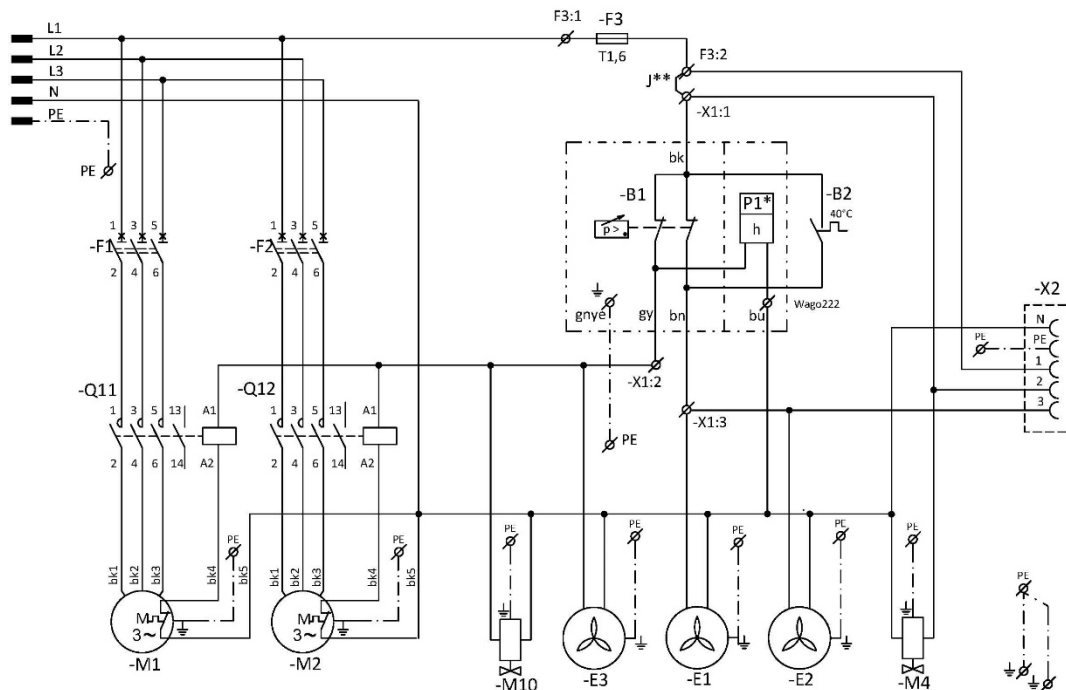 L1
L2
L3
N
PE
PE
F3:1
-F3
T1,6
F3:2
J**
-X1:1
bk
-B1
p>
P1*
h
-B2
40°C
Wago222
gnye
gy
bn
bu
-X1:2
-X1:3
PE
-X2
N
PE
PE
1
2
3
1 3 5
-F1
2 4 6
1 3 5
-F2
2 4 6
-Q11
1 3 5 13 A1
2 4 6 14 A2
-Q12
1 3 5 13 A1
2 4 6 14 A2
bk1 bk2 bk3 bk4 bk5
PE
M
3~
-M1
bk1 bk2 bk3 bk4 bk5
PE
M
3~
-M2
PE
-M10
PE
-E3
PE
-E1
PE
-E2
PE
-M4
PE